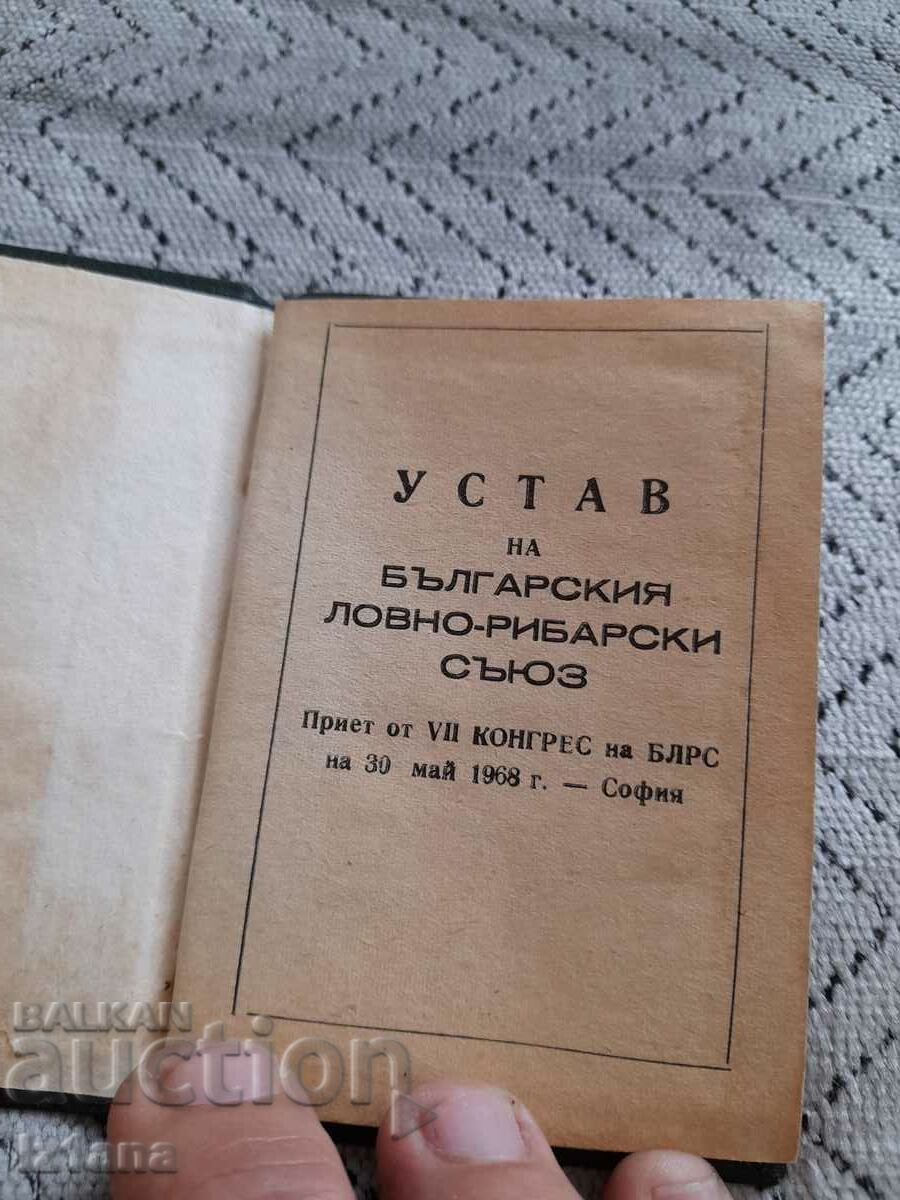 УСТАВ
НА
БЪЛГАРСКИЯ
ЛОВНО-РИБАРСКИ
СЪЮЗ
Приет от VII КОНГРЕС на БЛРС
на 30 май 1968 г. — София
BALKAN
auction
iz1ana